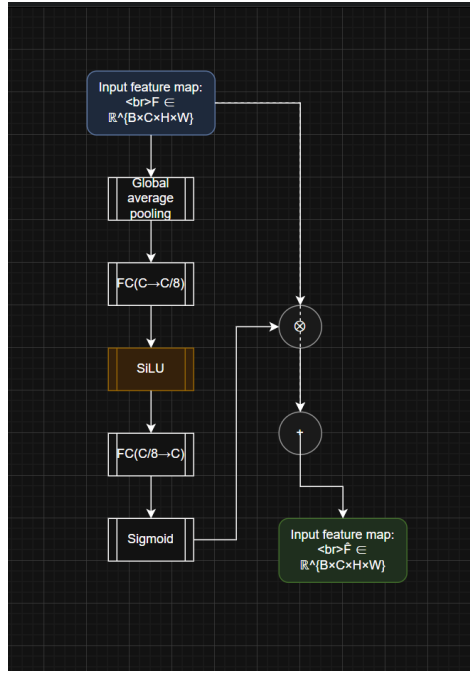 Input feature map:
<br>F ∈
ℝ^{B×C×H×W}
Global
average
pooling
FC(C→C/8)
SiLU
FC(C/8→C)
Sigmoid
⊗
+
Input feature map:
<br>F̂ ∈
ℝ^{B×C×H×W}